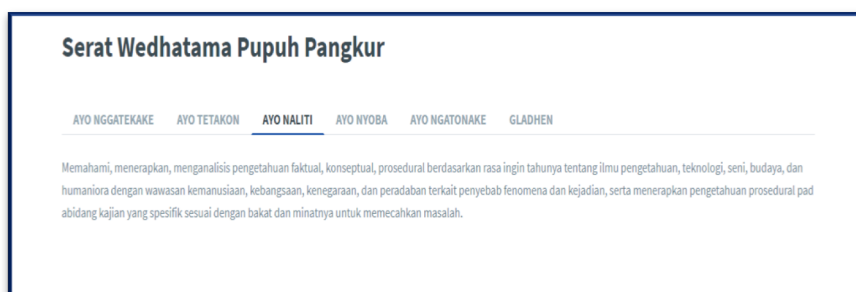 Serat Wedhatama Pupuh Pangkur
AYO NGGATEKAKE AYO TETAKON AYO NALITI AYO NYOBA AYO NGATONAKE GLADHEN
Memahami, menerapkan, menganalisis pengetahuan faktual, konseptual, prosedural berdasarkan rasa ingin tahunya tentang ilmu pengetahuan, teknologi, seni, budaya, dan
humaniora dengan wawasan kemanusiaan, kebangsaan, kenegaraan, dan peradaban terkait penyebab fenomena dan kejadian, serta menerapkan pengetahuan prosedural pad
abidang kajian yang spesifik sesuai dengan bakat dan minatnya untuk memecahkan masalah.